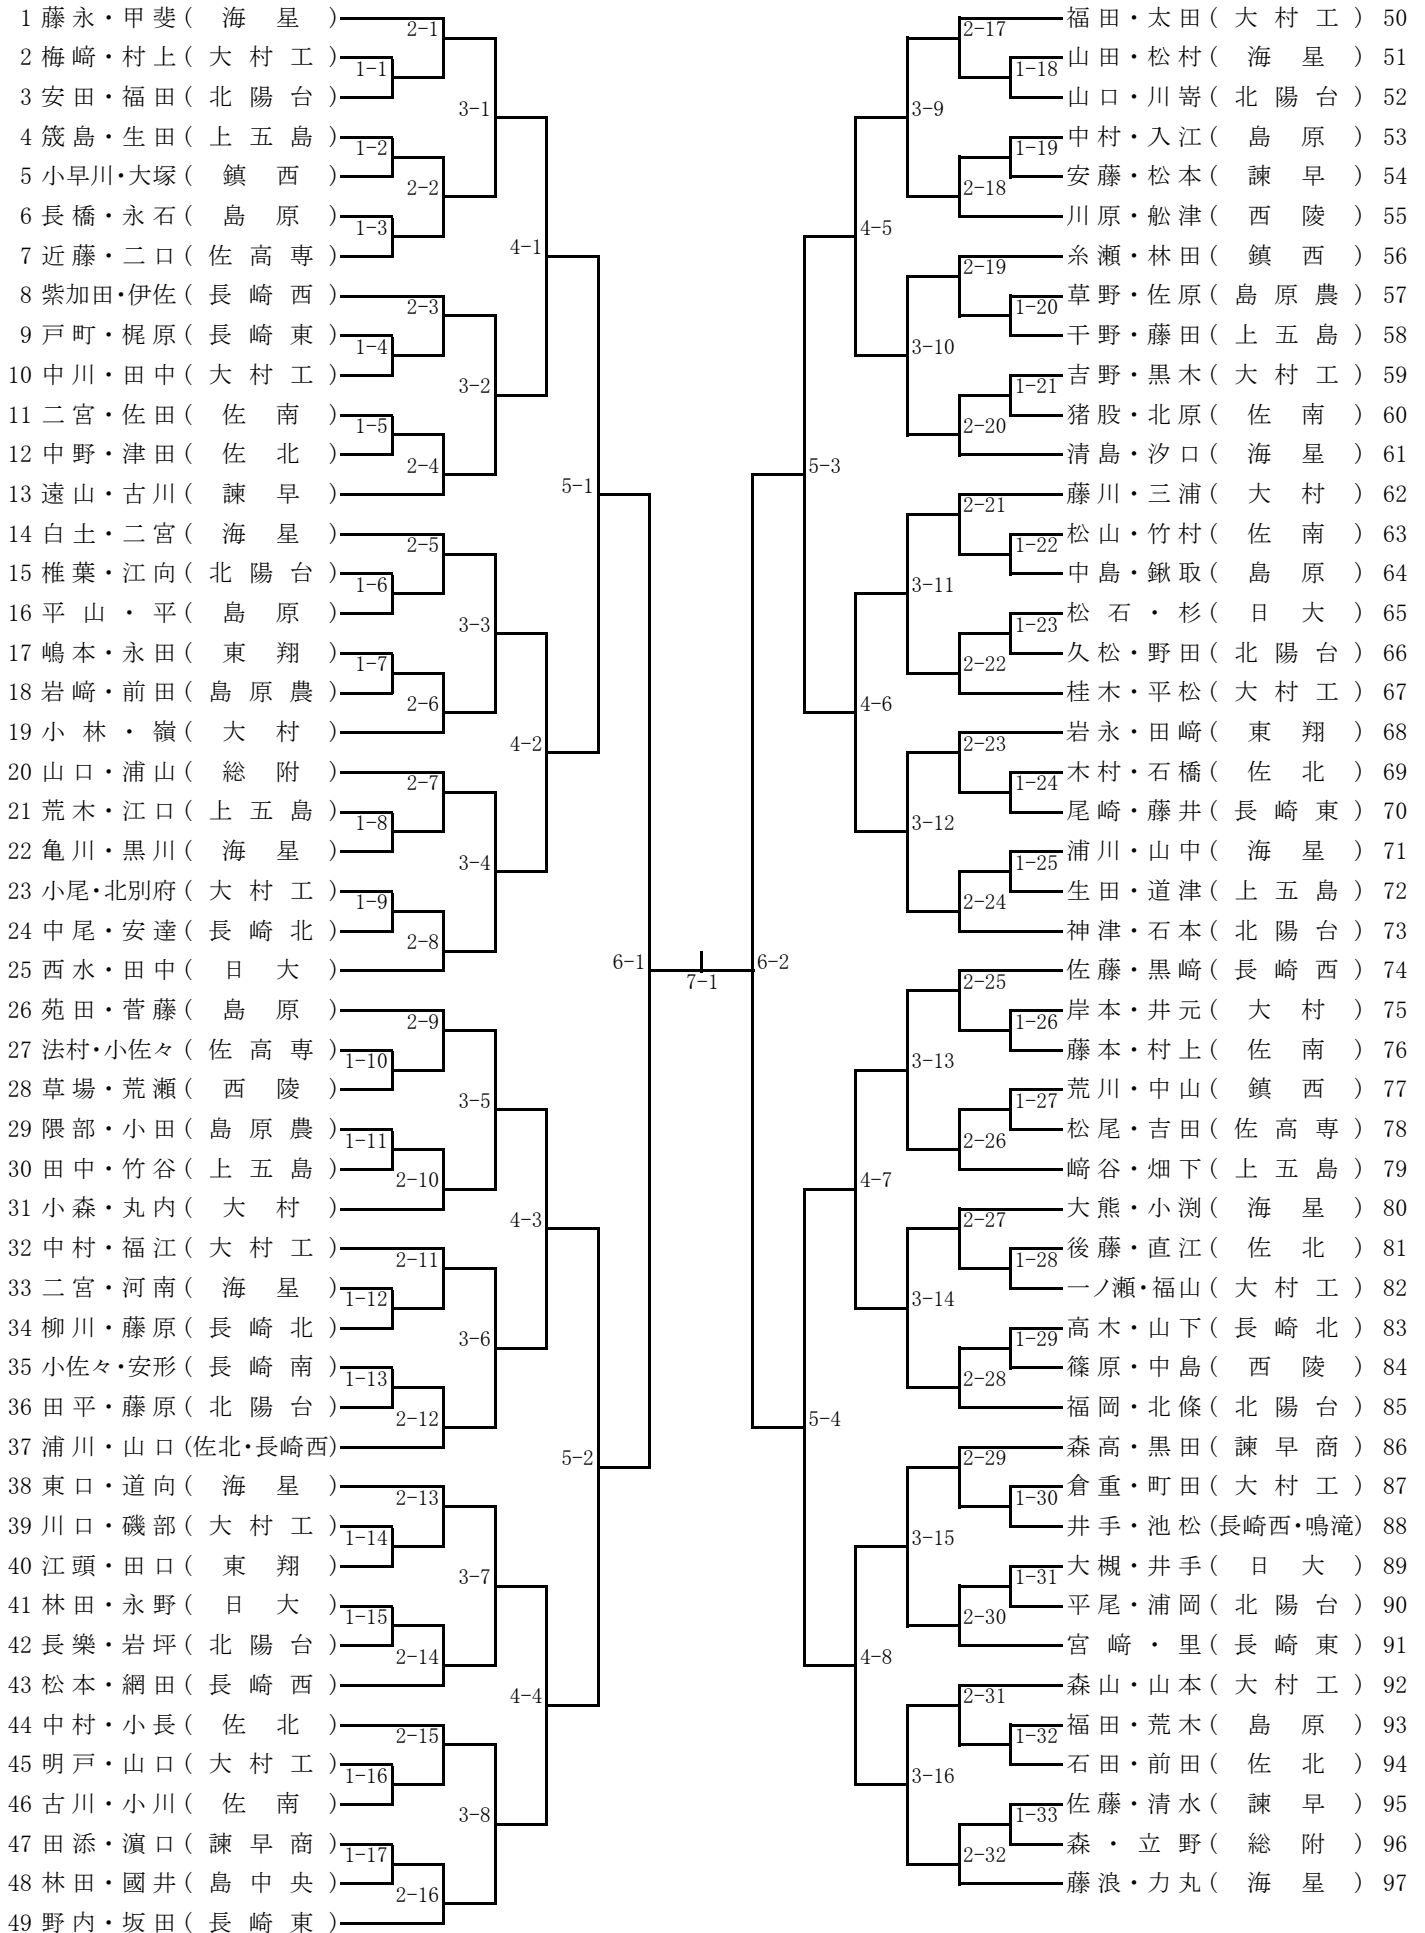 1 藤永・甲斐(海星)
2 梅﨑・村上(大村工)
3 安田・福田(北陽台)
4 筬島・生田(上五島)
5 小早川・大塚(鎮西)
6 長橋・永石(島原)
7 近藤・二口(佐高専)
8 紫加田・伊佐(長崎西)
9 戸町・梶原(長崎東)
10 中川・田中(大村工)
11 二宮・佐田(佐南)
12 中野・津田(佐北)
13 遠山・古川(諫早)
14 白土・二宮(海星)
15 椎葉・江向(北陽台)
16 平山・平(島原)
17 嶋本・永田(東翔)
18 岩﨑・前田(島原農)
19 小林・嶺(大村)
20 山口・浦山(総附)
21 荒木・江口(上五島)
22 亀川・黒川(海星)
23 小尾・北別府(大村工)
24 中尾・安達(長崎北)
25 西水・田中(日大)
26 苑田・菅藤(島原)
27 法村・小佐々(佐高専)
28 草場・荒瀬(西陵)
29 隈部・小田(島原農)
30 田中・竹谷(上五島)
31 小森・丸内(大村)
32 中村・福江(大村工)
33 二宮・河南(海星)
34 柳川・藤原(長崎北)
35 小佐々・安形(長崎南)
36 田平・藤原(北陽台)
37 浦川・山口(佐北・長崎西)
38 東口・道向(海星)
39 川口・磯部(大村工)
40 江頭・田口(東翔)
41 林田・永野(日大)
42 長樂・岩坪(北陽台)
43 松本・網田(長崎西)
44 中村・小長(佐北)
45 明戸・山口(大村工)
46 古川・小川(佐南)
47 田添・濵口(諫早商)
48 林田・國井(島中央)
49 野内・坂田(長崎東)
1-1
1-2
1-3
1-4
1-5
1-6
1-7
1-8
1-9
1-10
1-11
1-12
1-13
1-14
1-15
1-16
1-17
2-1
2-2
2-3
2-4
2-5
2-6
2-7
2-8
2-9
2-10
2-11
2-12
2-13
2-14
2-15
2-16
3-1
3-2
3-3
3-4
3-5
3-6
3-7
3-8
4-1
4-2
4-3
4-4
5-1
5-2
6-1
7-1
6-2
5-3
5-4
4-5
4-6
4-7
4-8
3-9
3-10
3-11
3-12
3-13
3-14
3-15
3-16
2-17
2-18
2-19
2-20
2-21
2-22
2-23
2-24
2-25
2-26
2-27
2-28
2-29
2-30
2-31
2-32
1-18
1-19
1-20
1-21
1-22
1-23
1-24
1-25
1-26
1-27
1-28
1-29
1-30
1-31
1-32
1-33
福田・太田(大村工) 50
山田・松村(海星) 51
山口・川嵜(北陽台) 52
中村・入江(島原) 53
安藤・松本(諫早) 54
川原・舩津(西陵) 55
糸瀬・林田(鎮西) 56
草野・佐原(島原農) 57
干野・藤田(上五島) 58
吉野・黒木(大村工) 59
猪股・北原(佐南) 60
清島・汐口(海星) 61
藤川・三浦(大村) 62
松山・竹村(佐南) 63
中島・鍬取(島原) 64
松石・杉(日大) 65
久松・野田(北陽台) 66
桂木・平松(大村工) 67
岩永・田﨑(東翔) 68
木村・石橋(佐北) 69
尾崎・藤井(長崎東) 70
浦川・山中(海星) 71
生田・道津(上五島) 72
神津・石本(北陽台) 73
佐藤・黒﨑(長崎西) 74
岸本・井元(大村) 75
藤本・村上(佐南) 76
荒川・中山(鎮西) 77
松尾・吉田(佐高専) 78
﨑谷・畑下(上五島) 79
大熊・小渕(海星) 80
後藤・直江(佐北) 81
一ノ瀬・福山(大村工) 82
高木・山下(長崎北) 83
篠原・中島(西陵) 84
福岡・北條(北陽台) 85
森高・黒田(諫早商) 86
倉重・町田(大村工) 87
井手・池松(長崎西・鳴滝) 88
大槻・井手(日大) 89
平尾・浦岡(北陽台) 90
宮﨑・里(長崎東) 91
森山・山本(大村工) 92
福田・荒木(島原) 93
石田・前田(佐北) 94
佐藤・清水(諫早) 95
森・立野(総附) 96
藤浪・力丸(海星) 97